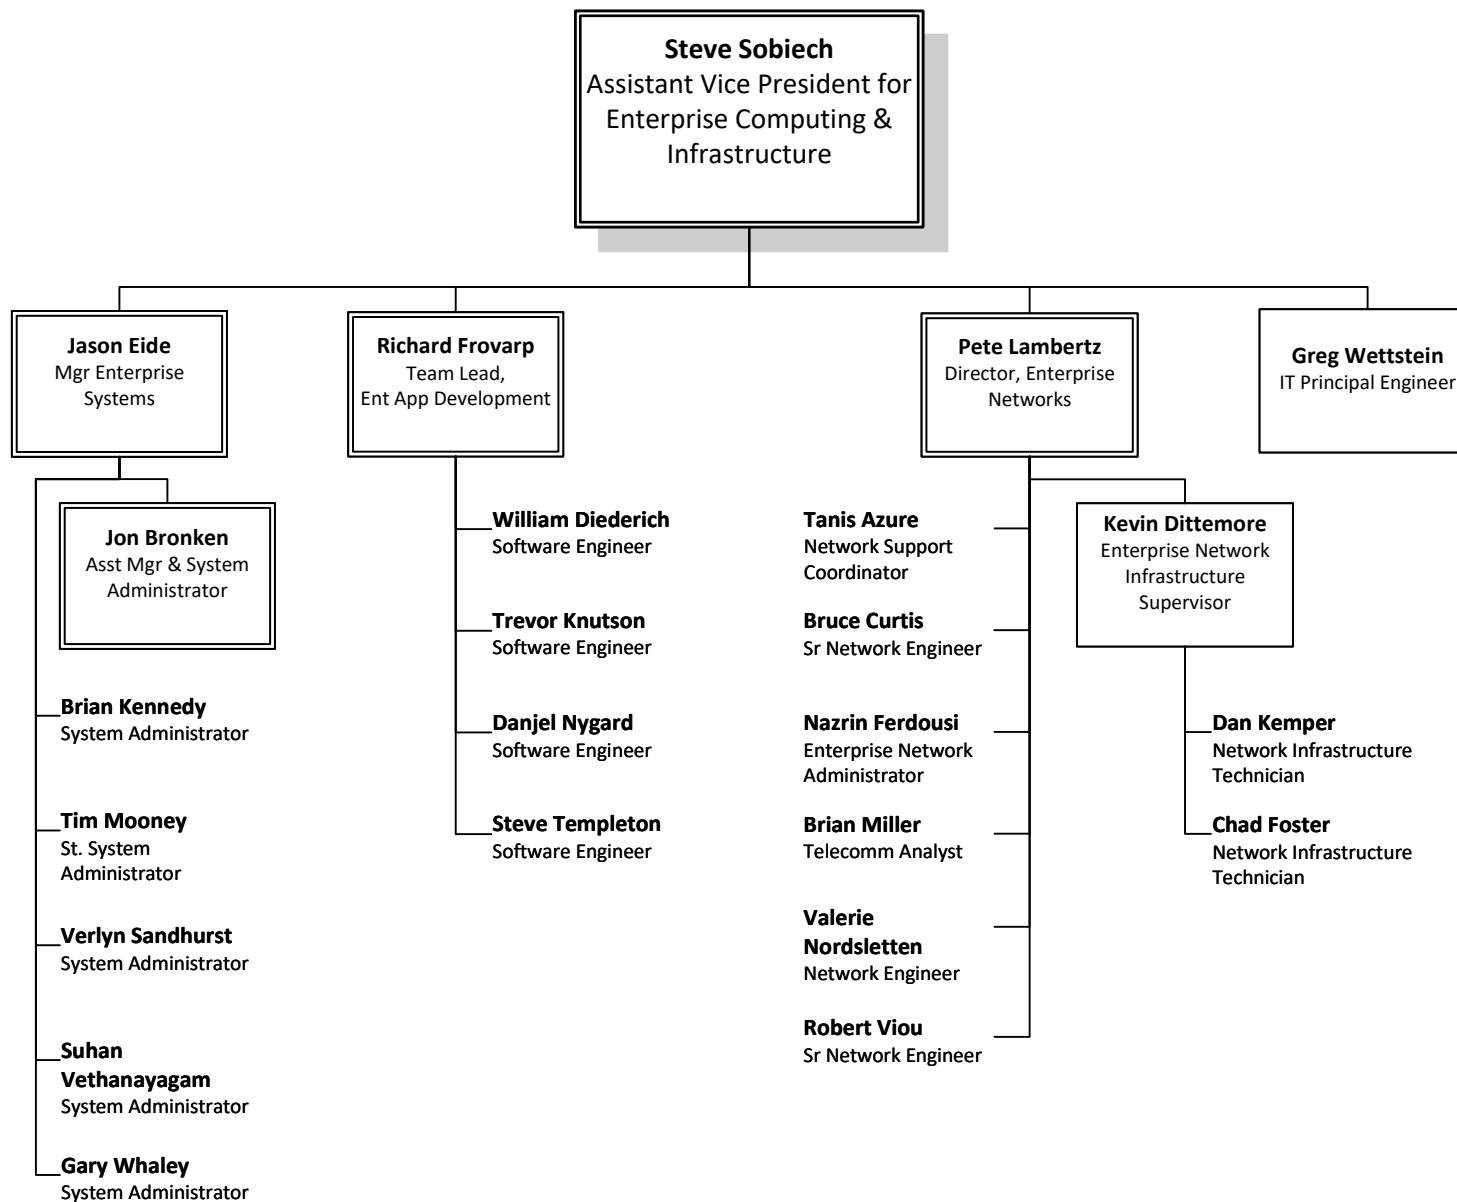 Steve Sobiech
Assistant Vice President for
Enterprise Computing &
Infrastructure
Jason Eide
Mgr Enterprise
Systems
Richard Frovarp
Team Lead,
Ent App Development
Pete Lambertz
Director, Enterprise
Networks
Greg Wettstein
IT Principal Engineer
Jon Bronken
Asst Mgr & System
Administrator
Brian Kennedy
System Administrator
Tim Mooney
St. System
Administrator
Verlyn Sandhurst
System Administrator
Suhan
Vethanayagam
System Administrator
Gary Whaley
System Administrator
William Diederich
Software Engineer
Trevor Knutson
Software Engineer
Danjel Nygard
Software Engineer
Steve Templeton
Software Engineer
Tanis Azure
Network Support
Coordinator
Bruce Curtis
Sr Network Engineer
Nazrin Ferdousi
Enterprise Network
Administrator
Brian Miller
Telecomm Analyst
Valerie
Nordsletten
Network Engineer
Robert Viou
Sr Network Engineer
Kevin Dittemore
Enterprise Network
Infrastructure
Supervisor
Dan Kemper
Network Infrastructure
Technician
Chad Foster
Network Infrastructure
Technician